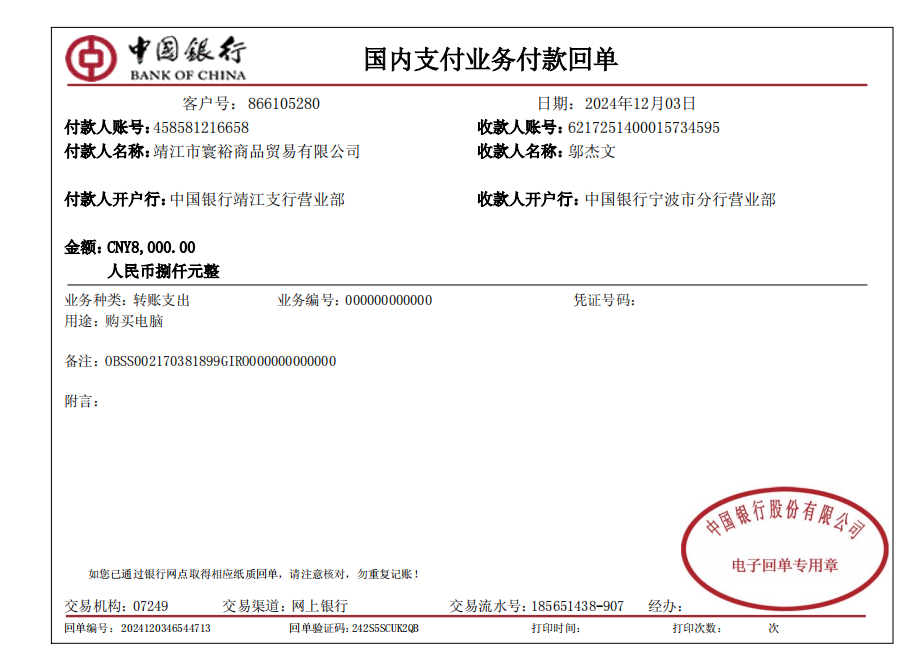 中国银行
BANK OF CHINA
国内支付业务付款回单
客户号：866105280 日期：2024年12月03日
付款人账号：458581216658 收款人账号：6217251400015734595
付款人名称：靖江市寰裕商品贸易有限公司 收款人名称：邬杰文
付款人开户行：中国银行靖江支行营业部 收款人开户行：中国银行宁波市分行营业部
金额：CNY8,000.00
人民币捌仟元整
业务种类：转账支出 业务编号：000000000000 凭证号码：
用途：购买电脑
备注：OBSS002170381899GIRO000000000000
附言：
中国银行股份有限公司
电子回单专用章
如您已通过银行网点取得相应纸质回单，请注意核对，勿重复记账！
交易机构：07249 交易渠道：网上银行 交易流水号：185651438-907 经办：
回单编号：2024120346544713 回单验证码：242S5SCUK2QB 打印时间： 打印次数： 次